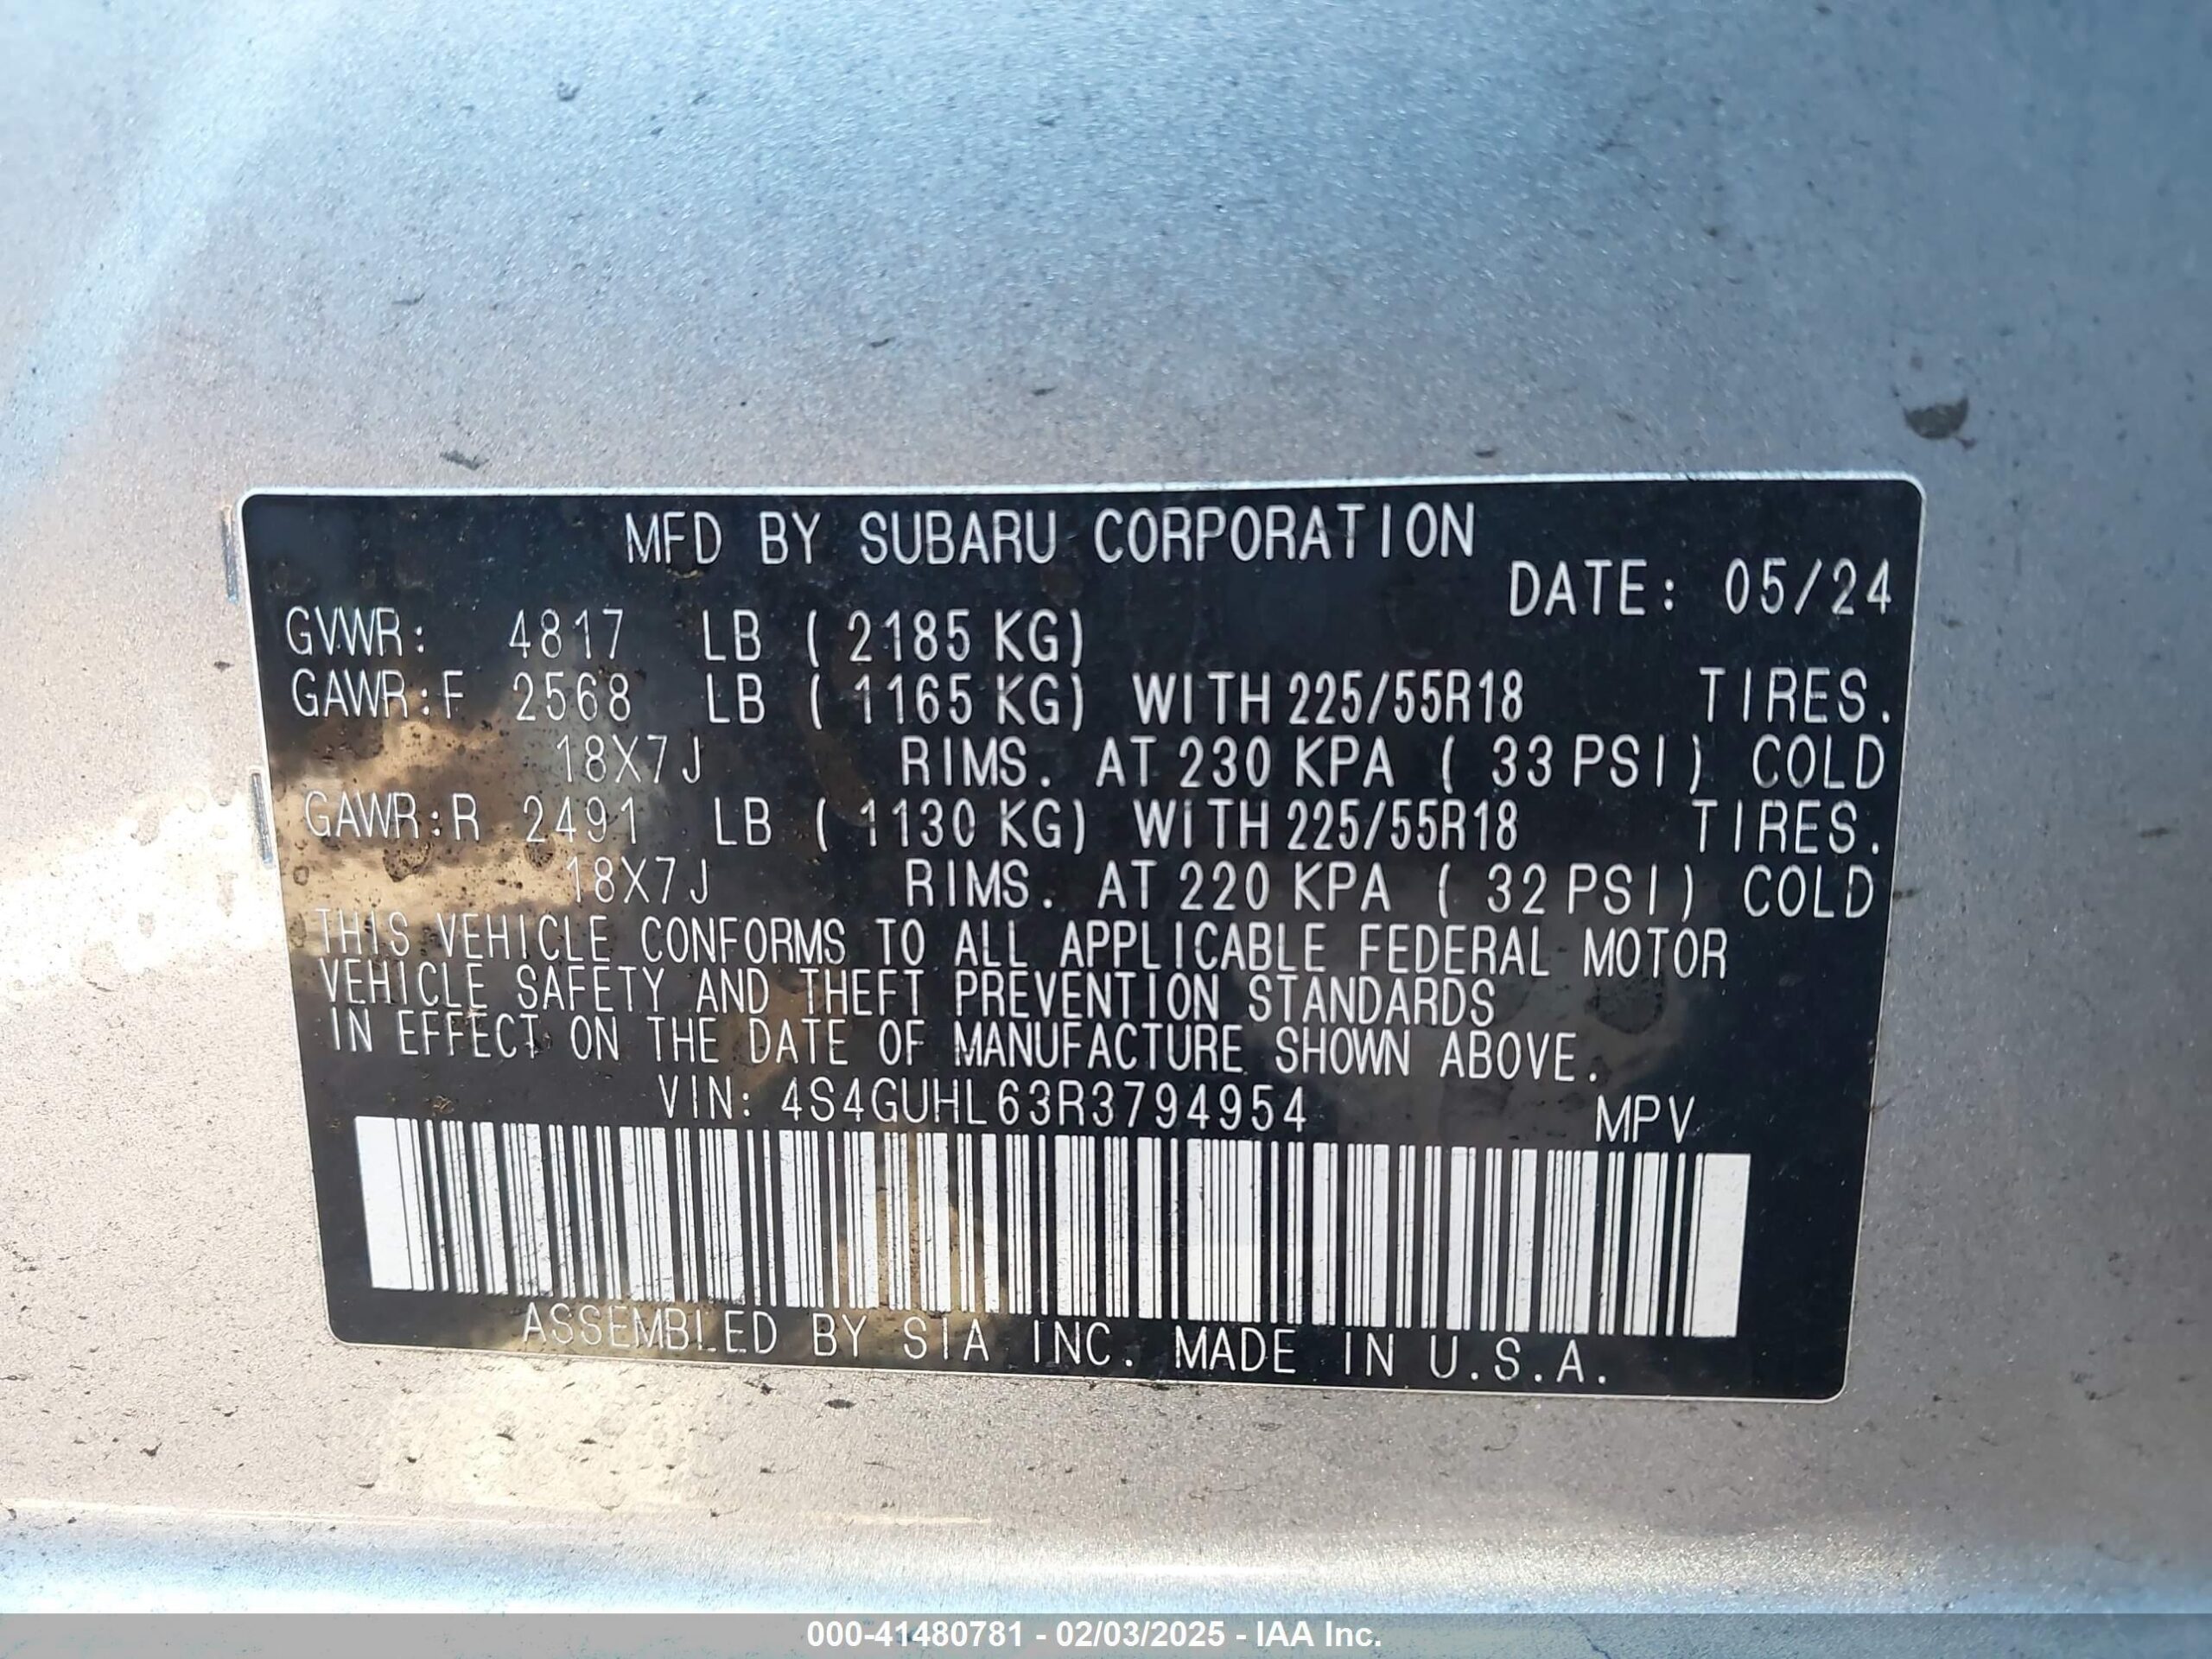 MFD BY SUBARU CORPORATION
DATE: 05/24
GVWR: 4817 LB ( 2185 KG)
GAWR:F 2568 LB ( 1165 KG) WITH 225/55R18 TIRES.
18X7J RIMS. AT 230 KPA ( 33 PSI) COLD
GAWR:R 2491 LB ( 1130 KG) WITH 225/55R18 TIRES.
18X7J RIMS. AT 220 KPA ( 32 PSI) COLD
THIS VEHICLE CONFORMS TO ALL APPLICABLE FEDERAL MOTOR
VEHICLE SAFETY AND THEFT PREVENTION STANDARDS
IN EFFECT ON THE DATE OF MANUFACTURE SHOWN ABOVE.
VIN: 4S4GUHL63R3794954 MPV
ASSEMBLED BY SIA INC. MADE IN U.S.A.
000-41480781 - 02/03/2025 - IAA Inc.